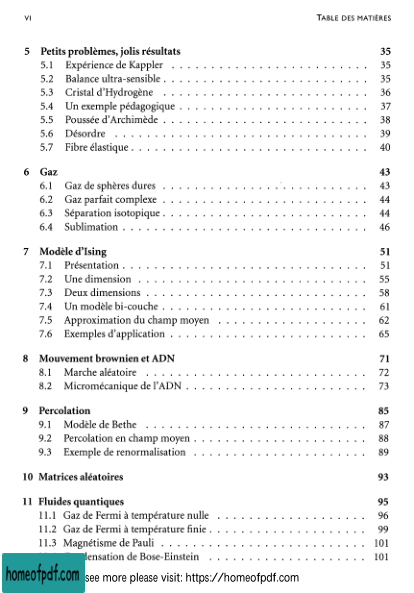 VI TABLE DES MATIÈRES
5 Petits problèmes, jolis résultats 35
5.1 Expérience de Kappler . . . . . . . . . . . . . . . . . . . . . . . . . 35
5.2 Balance ultra-sensible . . . . . . . . . . . . . . . . . . . . . . . . . . 35
5.3 Cristal d'Hydrogène . . . . . . . . . . . . . . . . . . . . . . . . . . 36
5.4 Un exemple pédagogique . . . . . . . . . . . . . . . . . . . . . . . . 37
5.5 Poussée d'Archimède . . . . . . . . . . . . . . . . . . . . . . . . . . 38
5.6 Désordre . . . . . . . . . . . . . . . . . . . . . . . . . . . . . . . . 39
5.7 Fibre élastique . . . . . . . . . . . . . . . . . . . . . . . . . . . . . . 40
6 Gaz 43
6.1 Gaz de sphères dures . . . . . . . . . . . . . . . . . . . . . . . . . . 43
6.2 Gaz parfait complexe . . . . . . . . . . . . . . . . . . . . . . . . . . 44
6.3 Séparation isotopique . . . . . . . . . . . . . . . . . . . . . . . . . . 44
6.4 Sublimation . . . . . . . . . . . . . . . . . . . . . . . . . . . . . . . 46
7 Modèle d'Ising 51
7.1 Présentation . . . . . . . . . . . . . . . . . . . . . . . . . . . . . . . 51
7.2 Une dimension . . . . . . . . . . . . . . . . . . . . . . . . . . . . . 55
7.3 Deux dimensions . . . . . . . . . . . . . . . . . . . . . . . . . . . . 58
7.4 Un modèle bi-couche . . . . . . . . . . . . . . . . . . . . . . . . . . 61
7.5 Approximation du champ moyen . . . . . . . . . . . . . . . . . . . 62
7.6 Exemples d'application . . . . . . . . . . . . . . . . . . . . . . . . . 65
8 Mouvement brownien et ADN 71
8.1 Marche aléatoire . . . . . . . . . . . . . . . . . . . . . . . . . . . . 72
8.2 Micromécanique de l'ADN . . . . . . . . . . . . . . . . . . . . . . . 73
9 Percolation 85
9.1 Modèle de Bethe . . . . . . . . . . . . . . . . . . . . . . . . . . . . 87
9.2 Percolation en champ moyen . . . . . . . . . . . . . . . . . . . . . . 88
9.3 Exemple de renormalisation . . . . . . . . . . . . . . . . . . . . . . 89
10 Matrices aléatoires 93
11 Fluides quantiques 95
11.1 Gaz de Fermi à température nulle . . . . . . . . . . . . . . . . . . . 96
11.2 Gaz de Fermi à température finie . . . . . . . . . . . . . . . . . . . . 99
11.3 Magnétisme de Pauli . . . . . . . . . . . . . . . . . . . . . . . . . . 101
Condensation de Bose-Einstein . . . . . . . . . . . . . . . . . . . . 101
homeofpdf.com see more please visit: https://homeofpdf.com